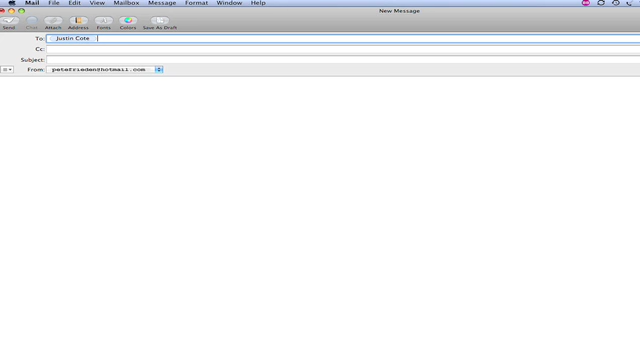 Mail File Edit View Mailbox Message Format Window Help
New Message
Send Chat Attach Address Fonts Colors Save As Draft
To: Justin Cote
Cc:
Subject:
From: petefrieden@hotmail.com